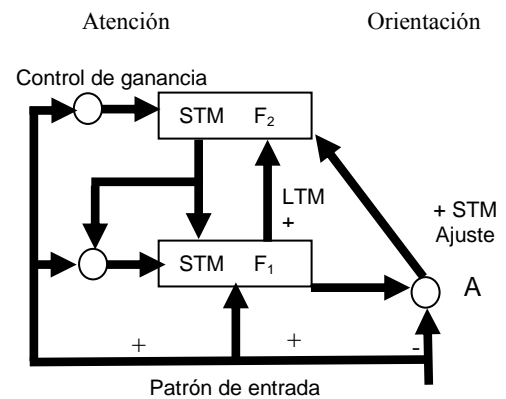 Atención Orientación
Control de ganancia
STM F₂
LTM
+
+ STM
Ajuste
STM F₁
A
+ + -
Patrón de entrada